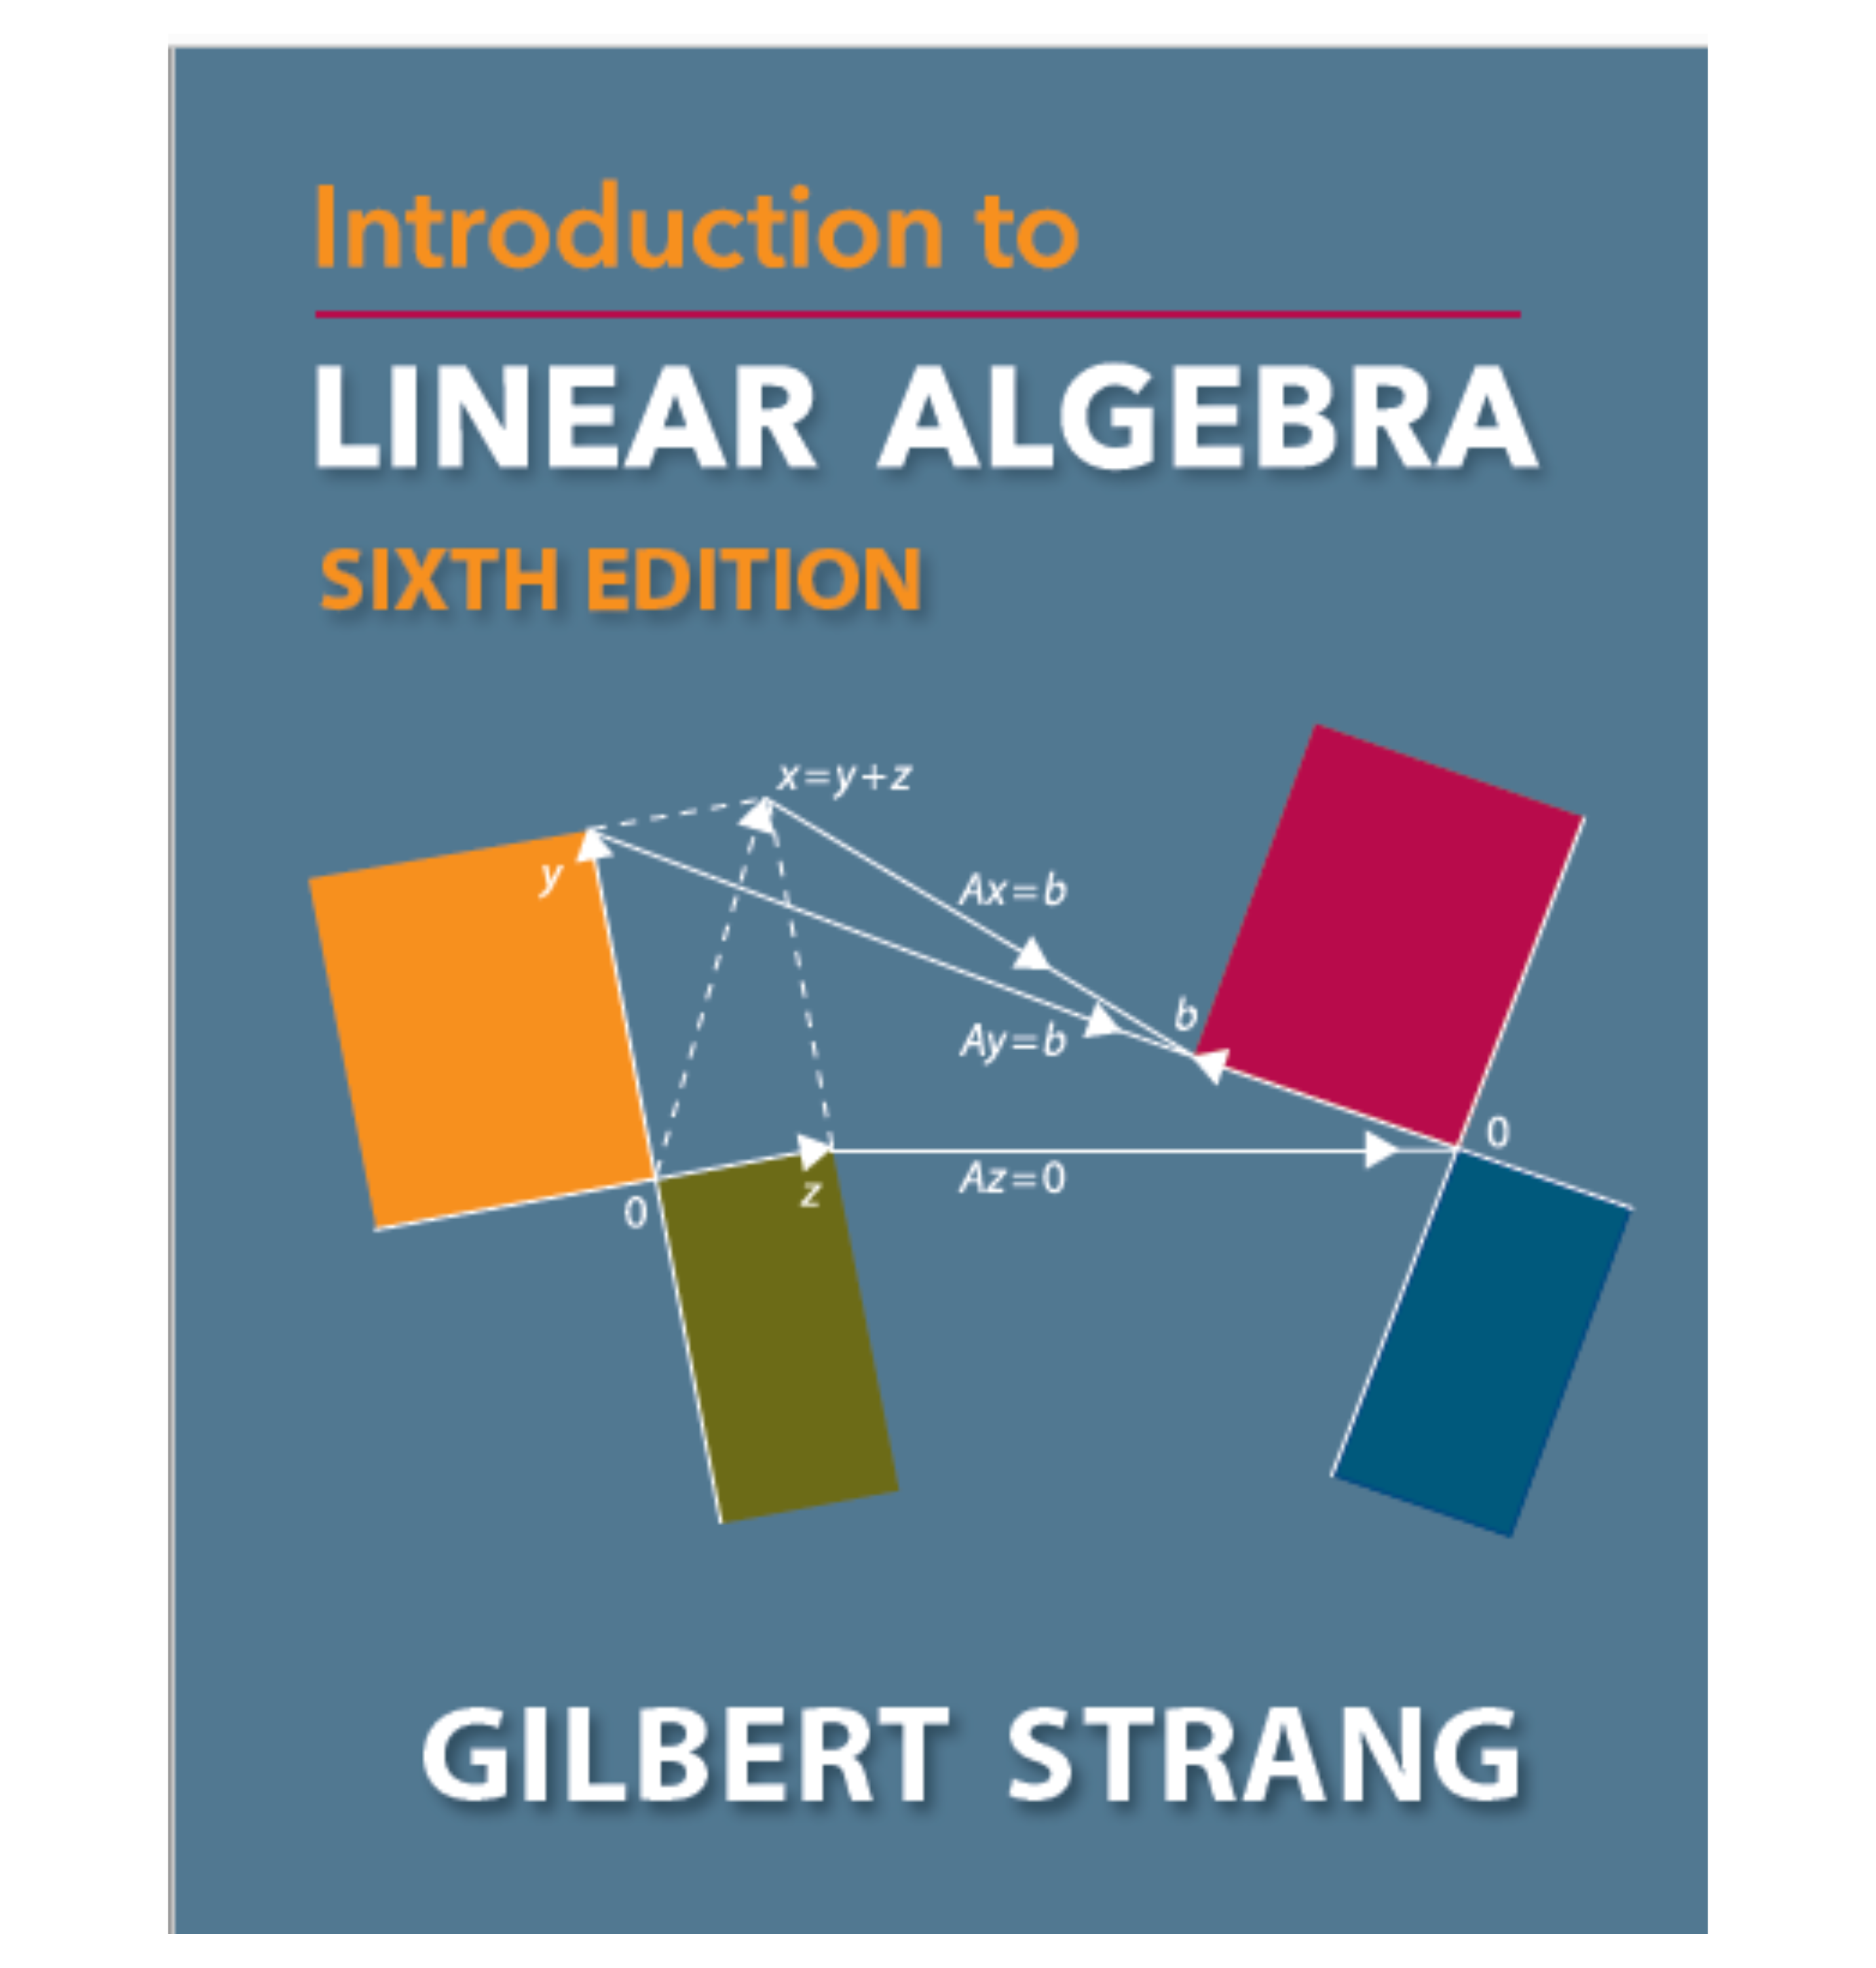 Introduction to
LINEAR ALGEBRA
SIXTH EDITION
x=y+z
y
Ax=b
b
Ay=b
0
Az=0
z
0
GILBERT STRANG